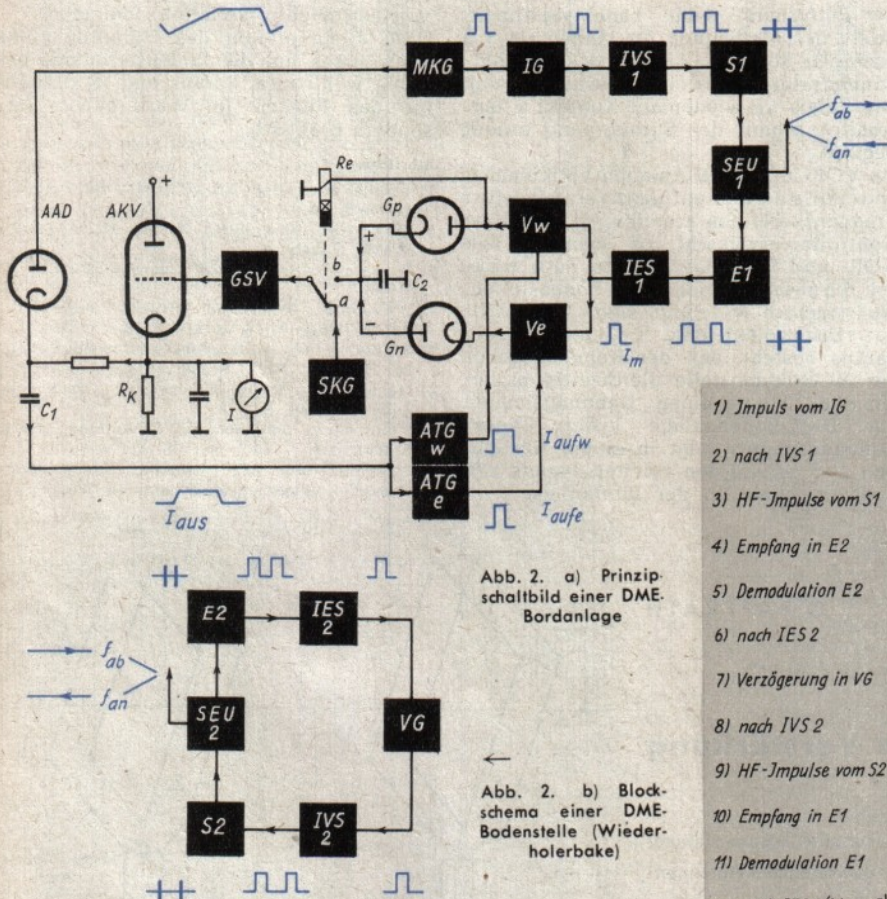 MKG
IG
IVS
1
S1
f_ab
f_an
SEU
1
AAD
AKV
+
Re
Gp
+
b
a
C2
GSV
Vw
IES
1
E1
−
Gn
Ve
I_m
SKG
C1
R_K
I
ATG
w
ATG
e
I_aufw
I_aufe
I_aus
1) Jmpuls vom IG
2) nach IVS 1
3) HF-Jmpulse vom S1
4) Empfang in E2
5) Demodulation E2
6) nach IES 2
7) Verzögerung in VG
8) nach IVS 2
9) HF-Jmpulse vom S2
10) Empfang in E1
11) Demodulation E1
Abb. 2. a) Prinzip-
schaltbild einer DME-
Bordanlage
E2
IES
2
f_ab
f_an
SEU
2
VG
S2
IVS
2
←
Abb. 2. b) Block-
schema einer DME-
Bodenstelle (Wieder-
holerbake)